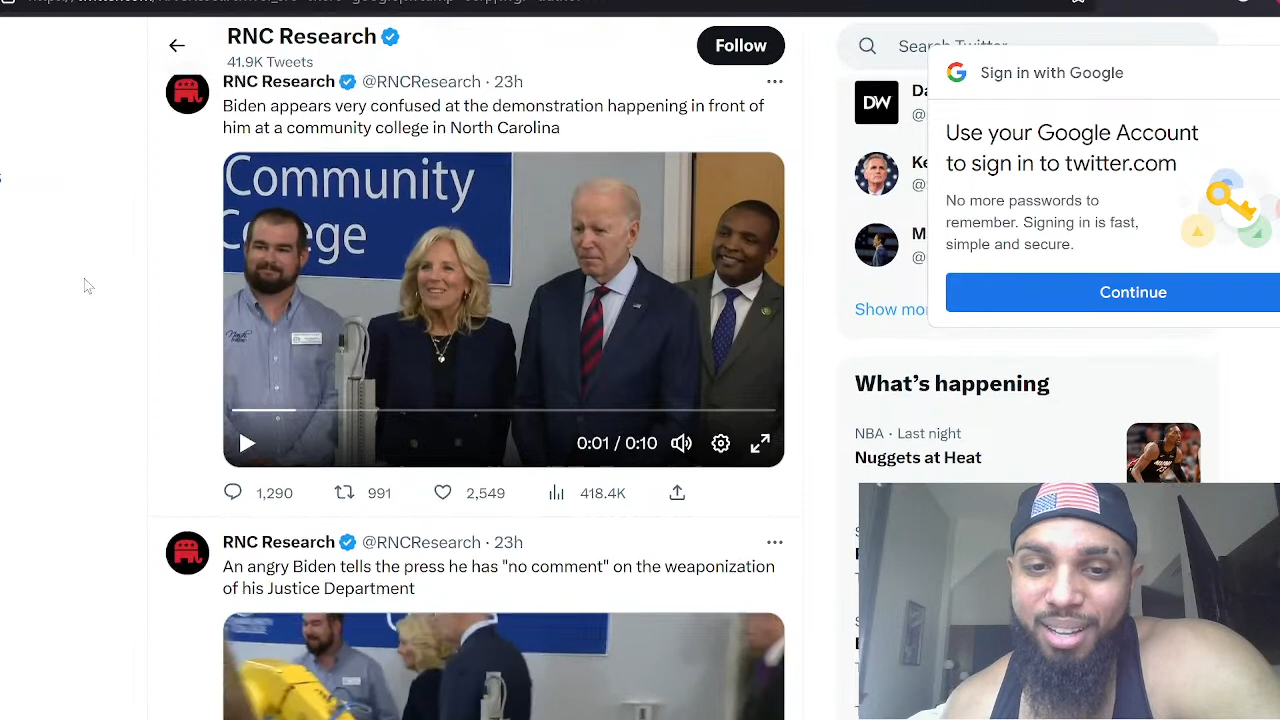 RNC Research
41.9K Tweets
Follow
RNC Research @RNCResearch · 23h
Biden appears very confused at the demonstration happening in front of
him at a community college in North Carolina
Community
College
0:01 / 0:10
1,290
991
2,549
418.4K
RNC Research @RNCResearch · 23h
An angry Biden tells the press he has "no comment" on the weaponization
of his Justice Department
Search Twitter
DW
Da
@
Ke
@
M
@
Show mor
Sign in with Google
Use your Google Account
to sign in to twitter.com
No more passwords to
remember. Signing in is fast,
simple and secure.
Continue
What's happening
NBA · Last night
Nuggets at Heat